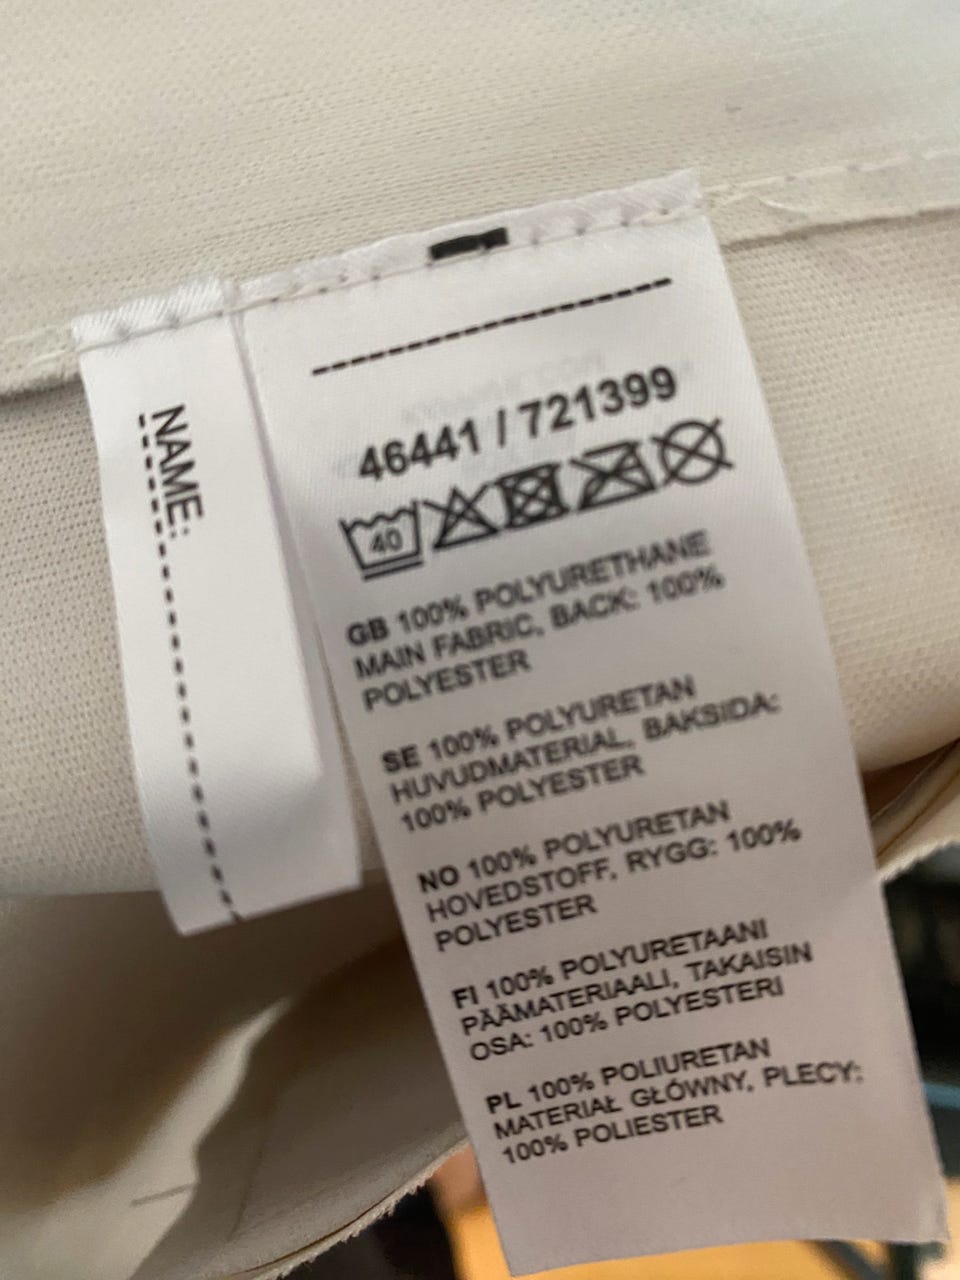 NAME:
46441 / 721399
40
GB 100% POLYURETHANE
MAIN FABRIC, BACK: 100%
POLYESTER
SE 100% POLYURETAN
HUVUDMATERIAL, BAKSIDA:
100% POLYESTER
NO 100% POLYURETAN
HOVEDSTOFF, RYGG: 100%
POLYESTER
FI 100% POLYURETAANI
PÄÄMATERIAALI, TAKAISIN
OSA: 100% POLYESTERI
PL 100% POLIURETAN
MATERIAŁ GŁÓWNY, PLECY:
100% POLIESTER